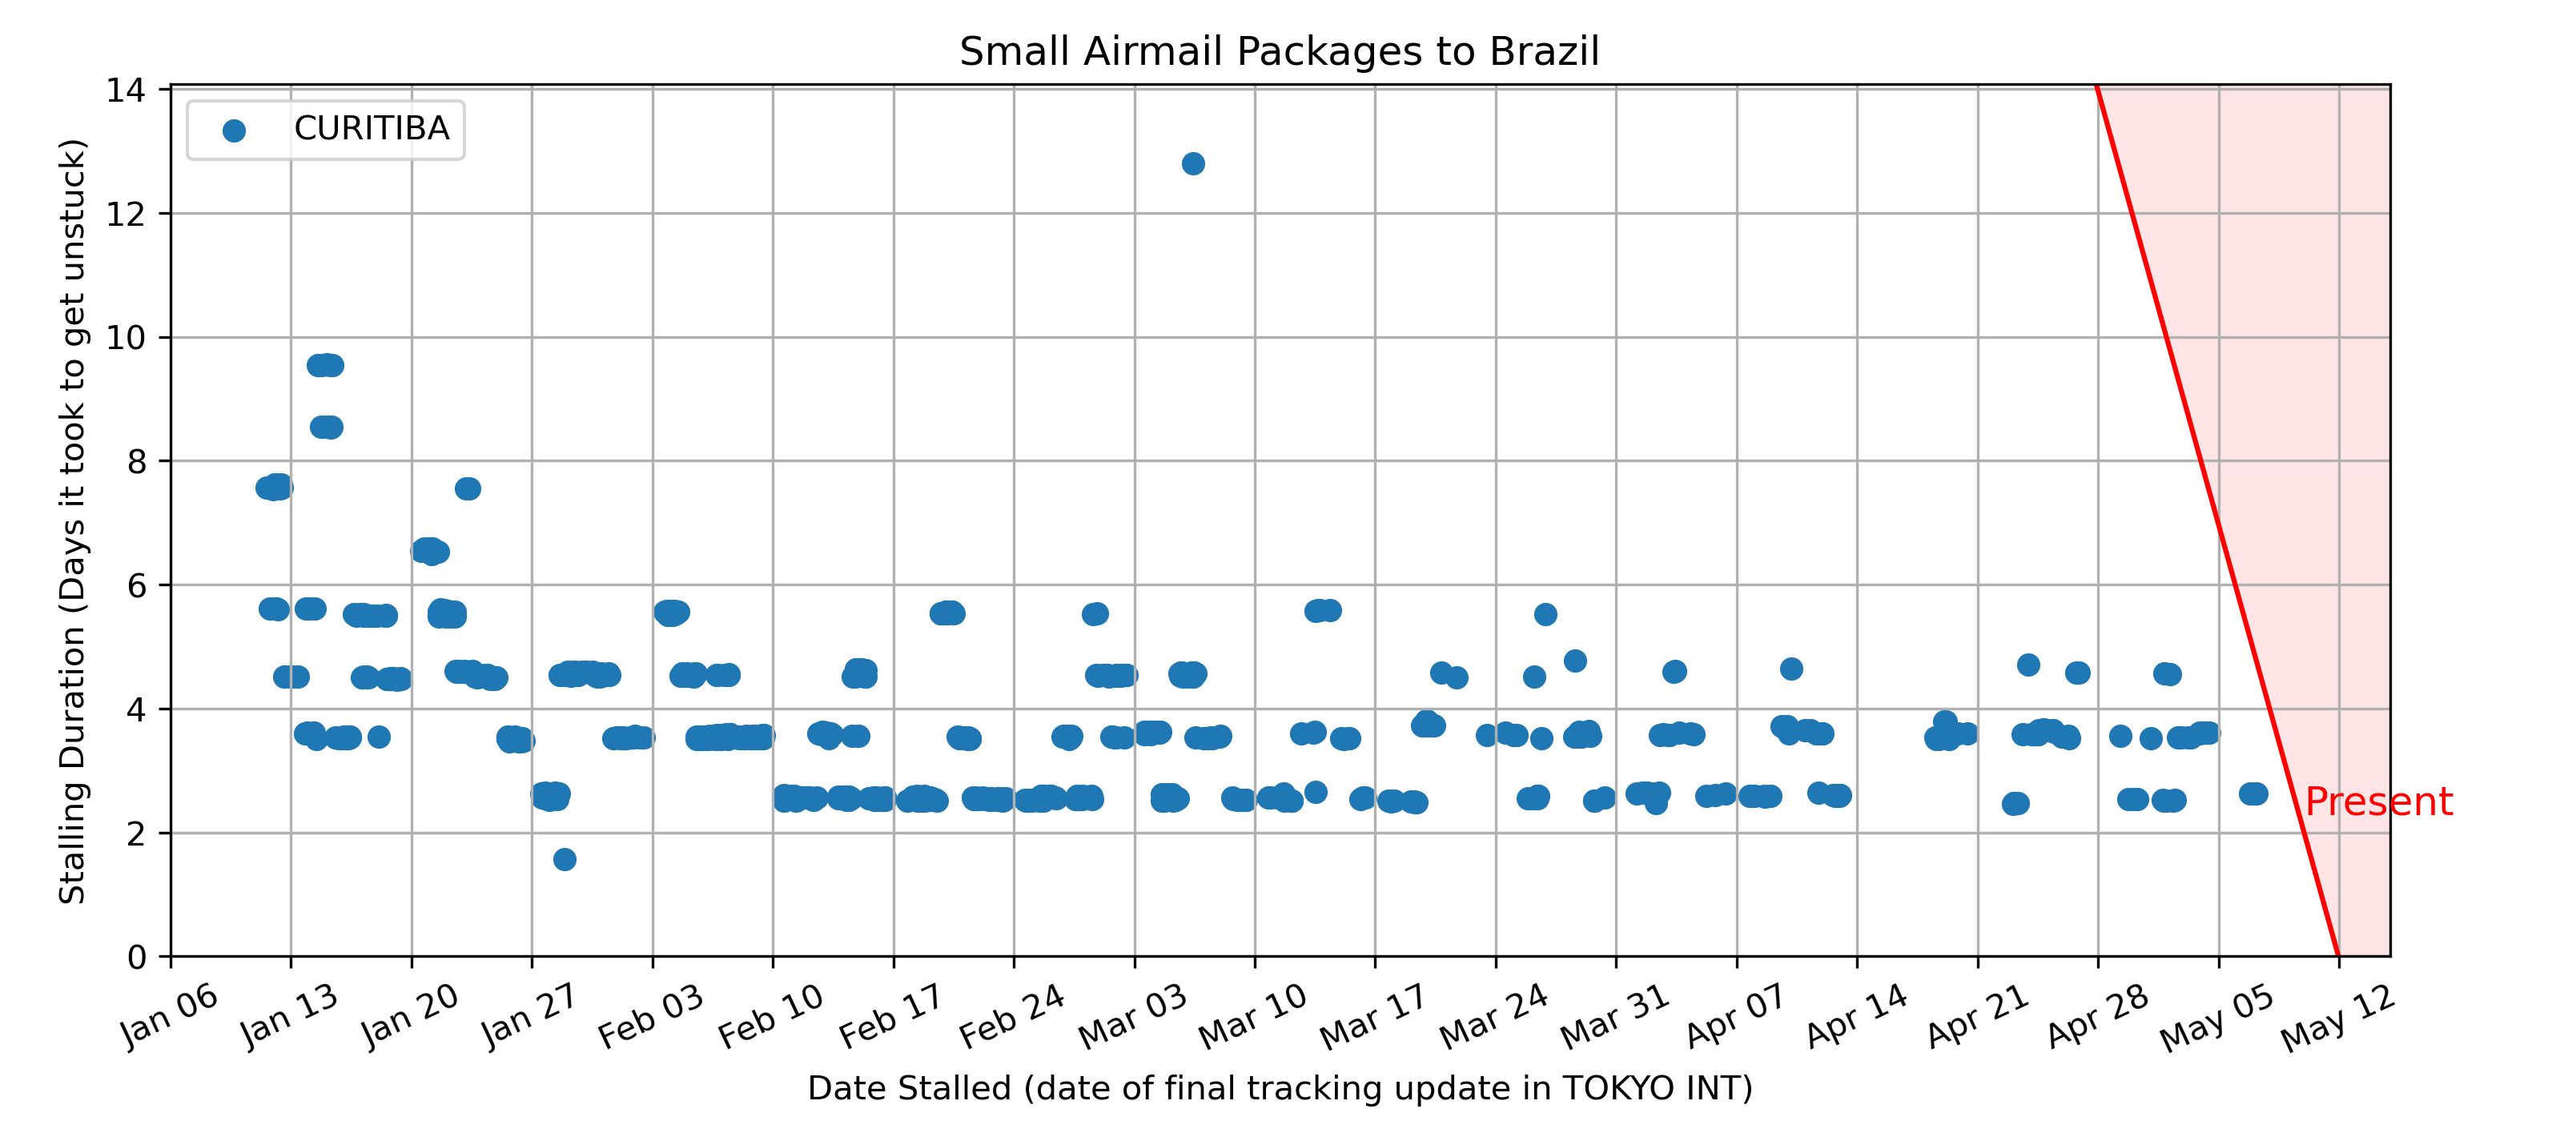 Small Airmail Packages to Brazil
Stalling Duration (Days it took to get unstuck)
14
12
10
8
6
4
2
0
CURITIBA
Present
Jan 06
Jan 13
Jan 20
Jan 27
Feb 03
Feb 10
Feb 17
Feb 24
Mar 03
Mar 10
Mar 17
Mar 24
Mar 31
Apr 07
Apr 14
Apr 21
Apr 28
May 05
May 12
Date Stalled (date of final tracking update in TOKYO INT)